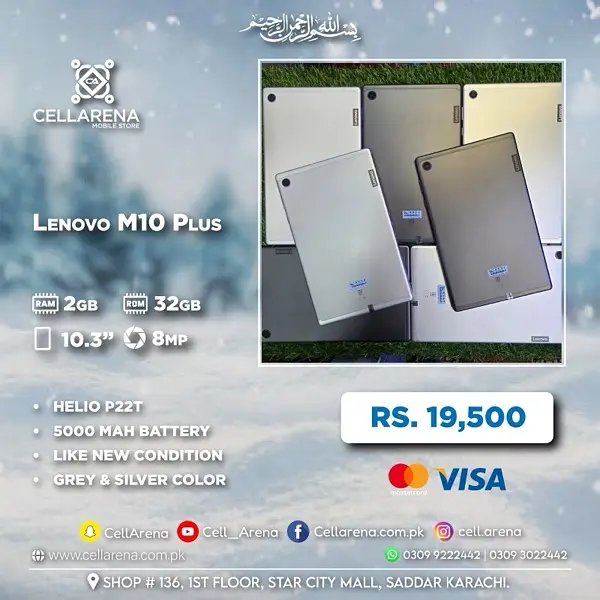 بسم الله الرحمن الرحيم
CA
CELLARENA
MOBILE STORE
LENOVO M10 PLUS
RAM 2GB
ROM 32GB
10.3”
8MP
• HELIO P22T
• 5000 MAH BATTERY
• LIKE NEW CONDITION
• GREY & SILVER COLOR
Lenovo
RS. 19,500
mastercard
VISA
CellArena
Cell_Arena
Cellarena.com.pk
cell.arena
www.cellarena.com.pk
0309 9222442 | 0309 3022442
SHOP # 136, 1ST FLOOR, STAR CITY MALL, SADDAR KARACHI.